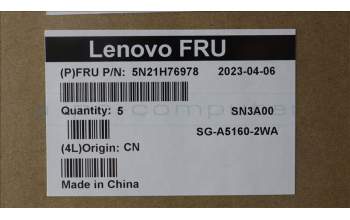 Lenovo FRU
(P)FRU P/N: 5N21H76978 2023-04-06
Quantity: 5 SN3A00
SG-A5160-2WA
(4L)Origin: CN
Made in China